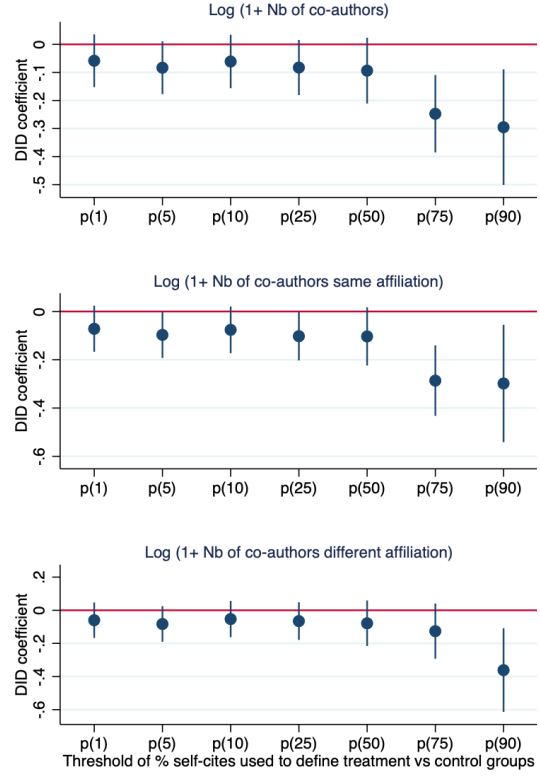 Log (1+ Nb of co-authors)
DID coefficient
0
-.1
-.2
-.3
-.4
-.5
p(1) p(5) p(10) p(25) p(50) p(75) p(90)
Log (1+ Nb of co-authors same affiliation)
DID coefficient
0
-.2
-.4
-.6
p(1) p(5) p(10) p(25) p(50) p(75) p(90)
Log (1+ Nb of co-authors different affiliation)
DID coefficient
.2
0
-.2
-.4
-.6
p(1) p(5) p(10) p(25) p(50) p(75) p(90)
Threshold of % self-cites used to define treatment vs control groups